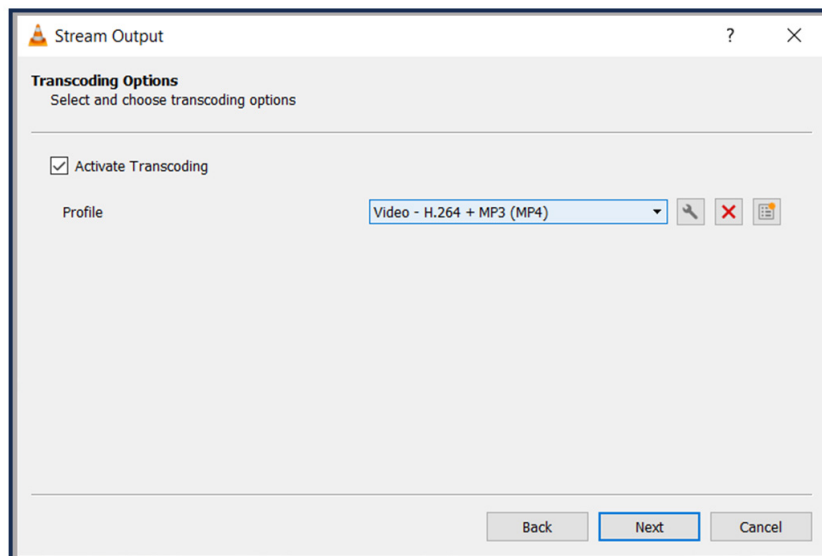 Stream Output
?
Transcoding Options
Select and choose transcoding options
Activate Transcoding
Profile Video - H.264 + MP3 (MP4)
Back Next Cancel